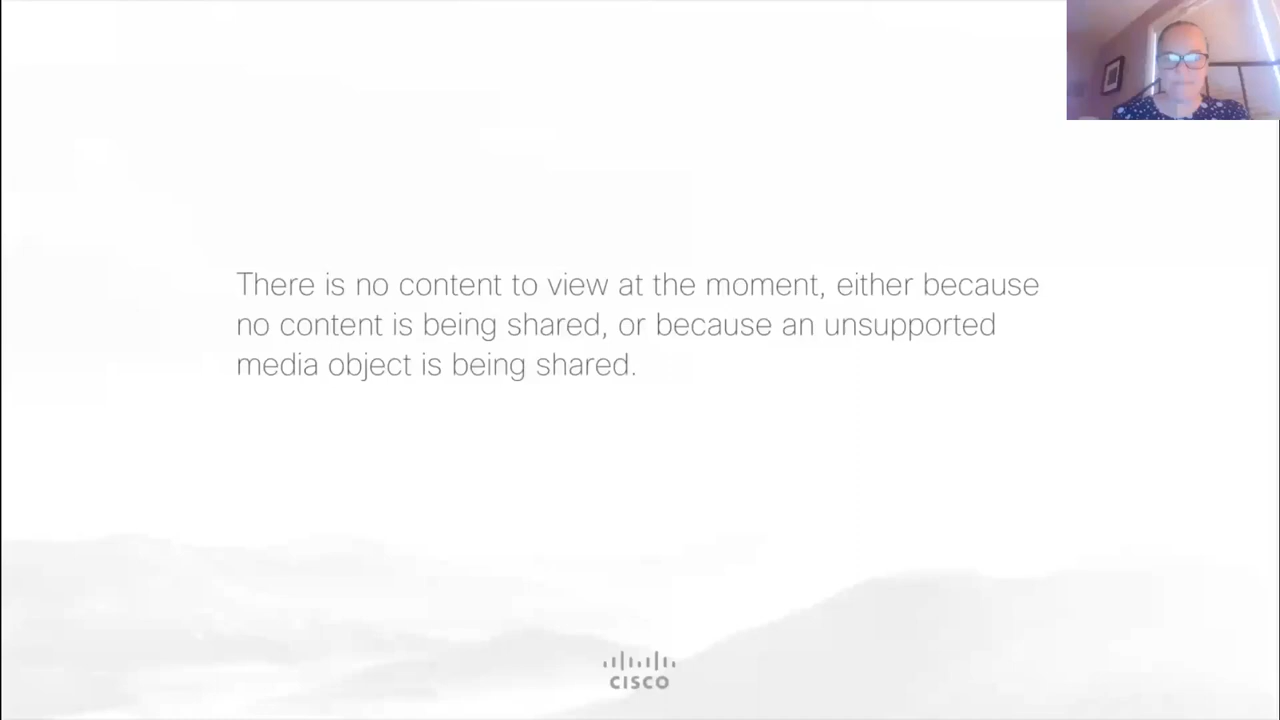 There is no content to view at the moment, either because
no content is being shared, or because an unsupported
media object is being shared.
CISCO